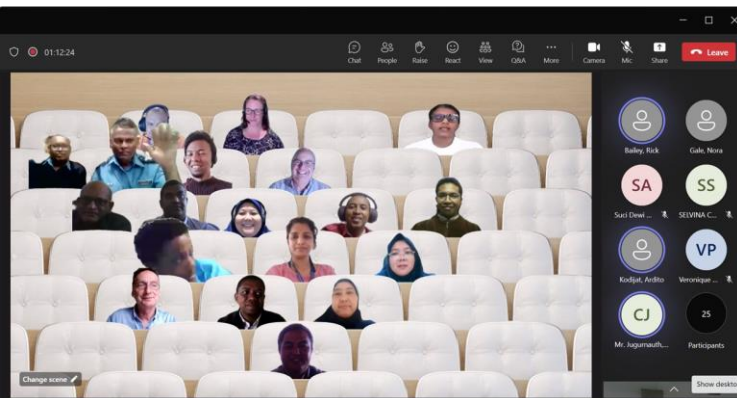 01:12:24
Chat
People
Raise
React
View
Q&A
More
Camera
Mic
Share
Leave
Bailey, Rick
Gale, Nora
SA
SS
Suci Dewi ...
SELVINA C...
VP
Kodijat, Ardito
Veronique ...
CJ
25
Mr. Jugurnauth,...
Participants
Change scene
Show deskto